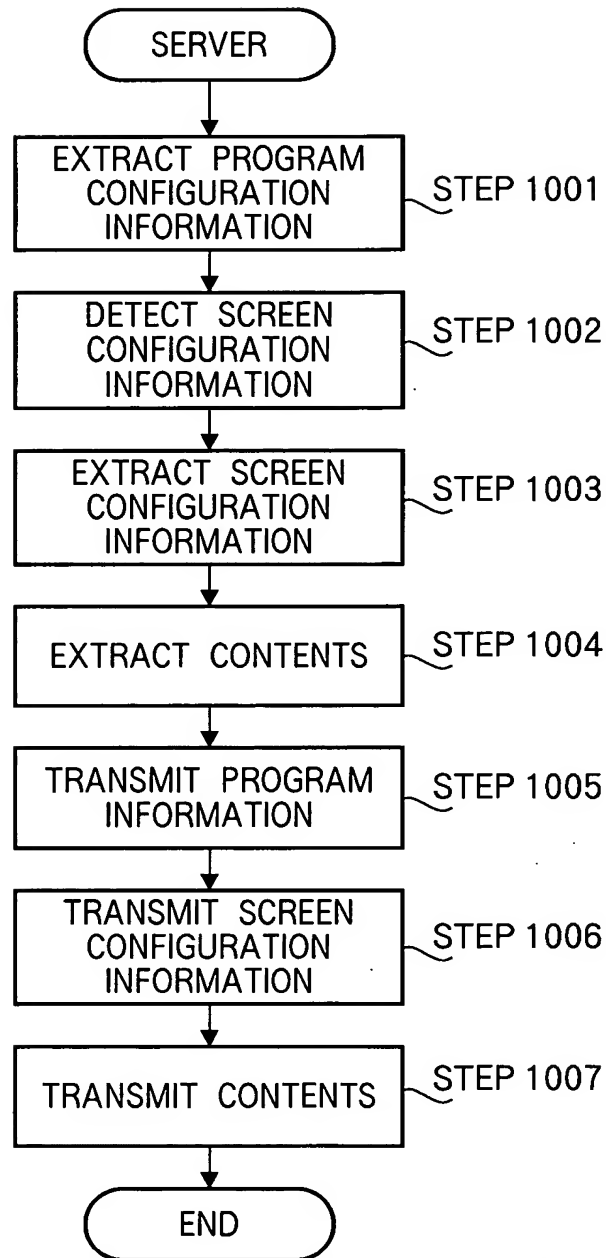 SERVER
EXTRACT PROGRAM
CONFIGURATION
INFORMATION
STEP 1001
DETECT SCREEN
CONFIGURATION
INFORMATION
STEP 1002
EXTRACT SCREEN
CONFIGURATION
INFORMATION
STEP 1003
EXTRACT CONTENTS
STEP 1004
TRANSMIT PROGRAM
INFORMATION
STEP 1005
TRANSMIT SCREEN
CONFIGURATION
INFORMATION
STEP 1006
TRANSMIT CONTENTS
STEP 1007
END